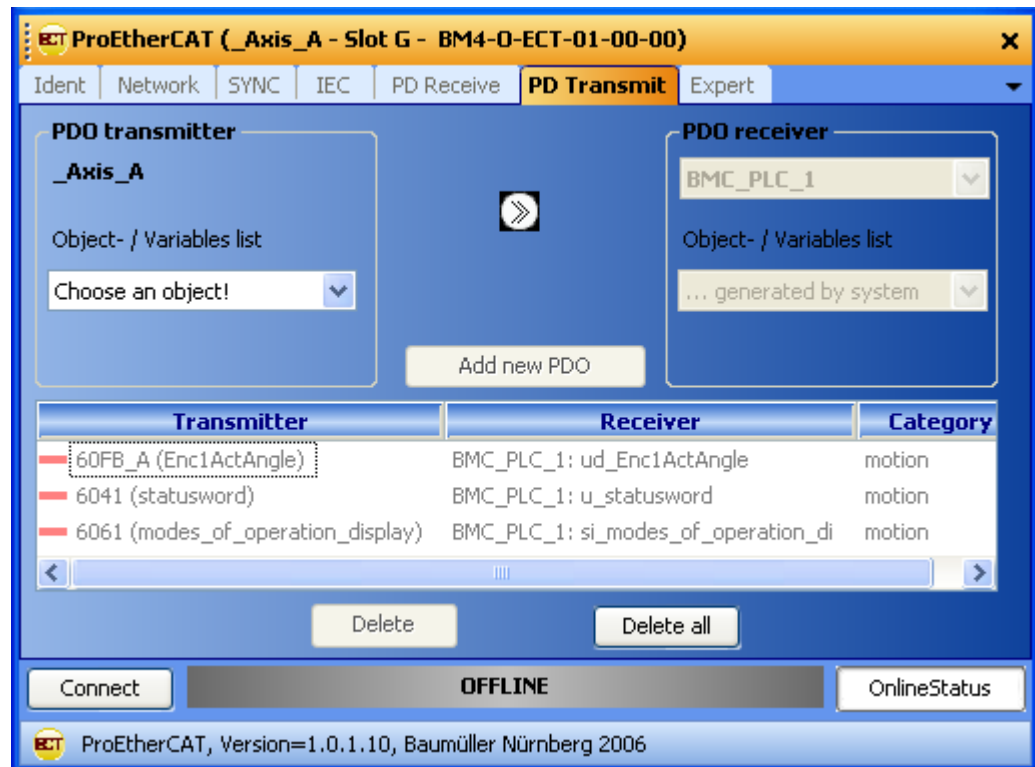 ECT ProEtherCAT (_Axis_A - Slot G - BM4-O-ECT-01-00-00)
Ident Network SYNC IEC PD Receive PD Transmit Expert
PDO transmitter
_Axis_A
Object- / Variables list
Choose an object!
PDO receiver
BMC_PLC_1
Object- / Variables list
... generated by system
Add new PDO
Transmitter Receiver Category
60FB_A (Enc1ActAngle) BMC_PLC_1: ud_Enc1ActAngle motion
6041 (statusword) BMC_PLC_1: u_statusword motion
6061 (modes_of_operation_display) BMC_PLC_1: si_modes_of_operation_di motion
Delete Delete all
Connect OFFLINE OnlineStatus
ECT ProEtherCAT, Version=1.0.1.10, Baumüller Nürnberg 2006